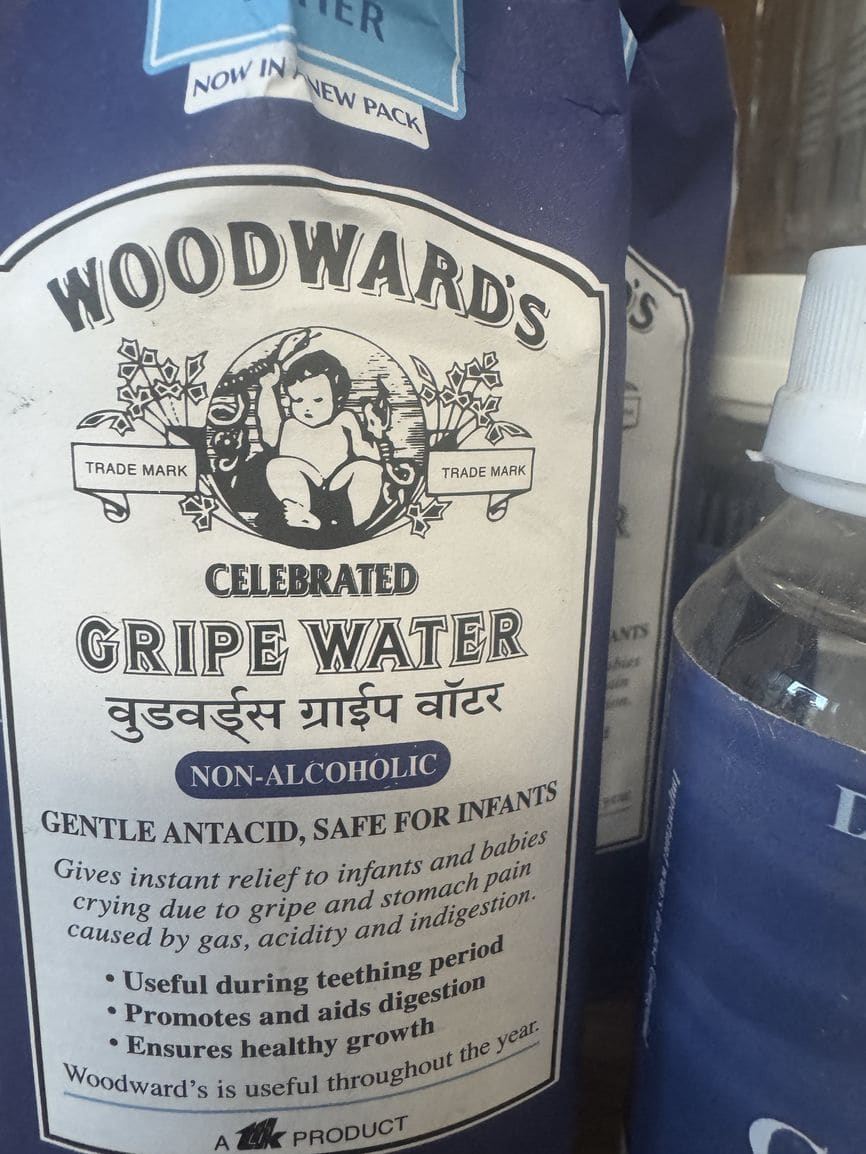 NOW IN A NEW PACK
WOODWARD'S
TRADE MARK
TRADE MARK
CELEBRATED
GRIPE WATER
वुडवर्ड्स ग्राईप वॉटर
NON-ALCOHOLIC
GENTLE ANTACID, SAFE FOR INFANTS
Gives instant relief to infants and babies
crying due to gripe and stomach pain
caused by gas, acidity and indigestion.
• Useful during teething period
• Promotes and aids digestion
• Ensures healthy growth
Woodward's is useful throughout the year.
A TTK PRODUCT
'S
R
ANTS